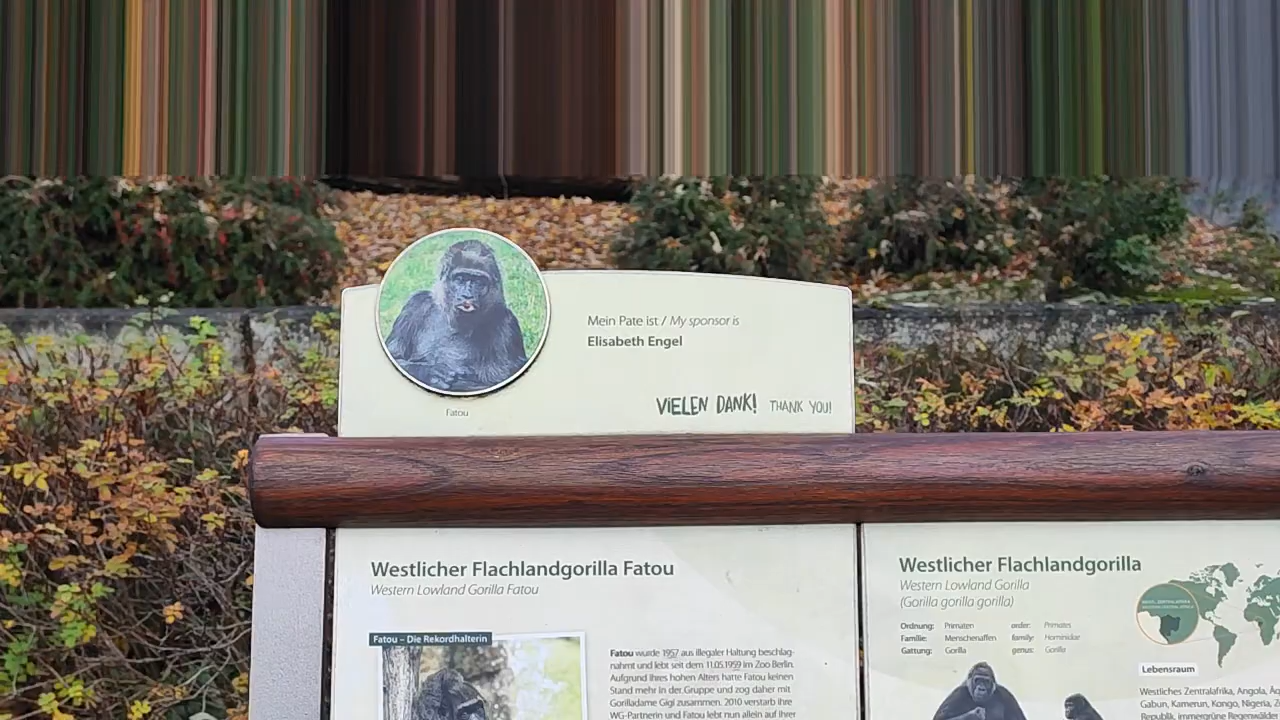 Mein Pate ist / My sponsor is
Elisabeth Engel
Fatou
VIELEN DANK! THANK YOU!
Westlicher Flachlandgorilla Fatou
Western Lowland Gorilla Fatou
Fatou – Die Rekordhalterin
Fatou wurde 1957 aus illegaler Haltung beschlag-
nahmt und lebt seit dem 11.05.1959 im Zoo Berlin.
Aufgrund ihres hohen Alters hatte Fatou keinen
Stand mehr in der Gruppe und zog daher mit
Gorilladame Gigi zusammen. 2010 verstarb ihre
WG-Partnerin und Fatou lebt nun allein auf ihrer
Westlicher Flachlandgorilla
Western Lowland Gorilla
(Gorilla gorilla gorilla)
Ordnung: Primaten order: Primates
Familie: Menschenaffen family: Hominidae
Gattung: Gorilla genus: Gorilla
Lebensraum
Westliches Zentralafrika, Angola,
Gabun, Kamerun, Kongo, Nigeria,
Republik, immergrüne